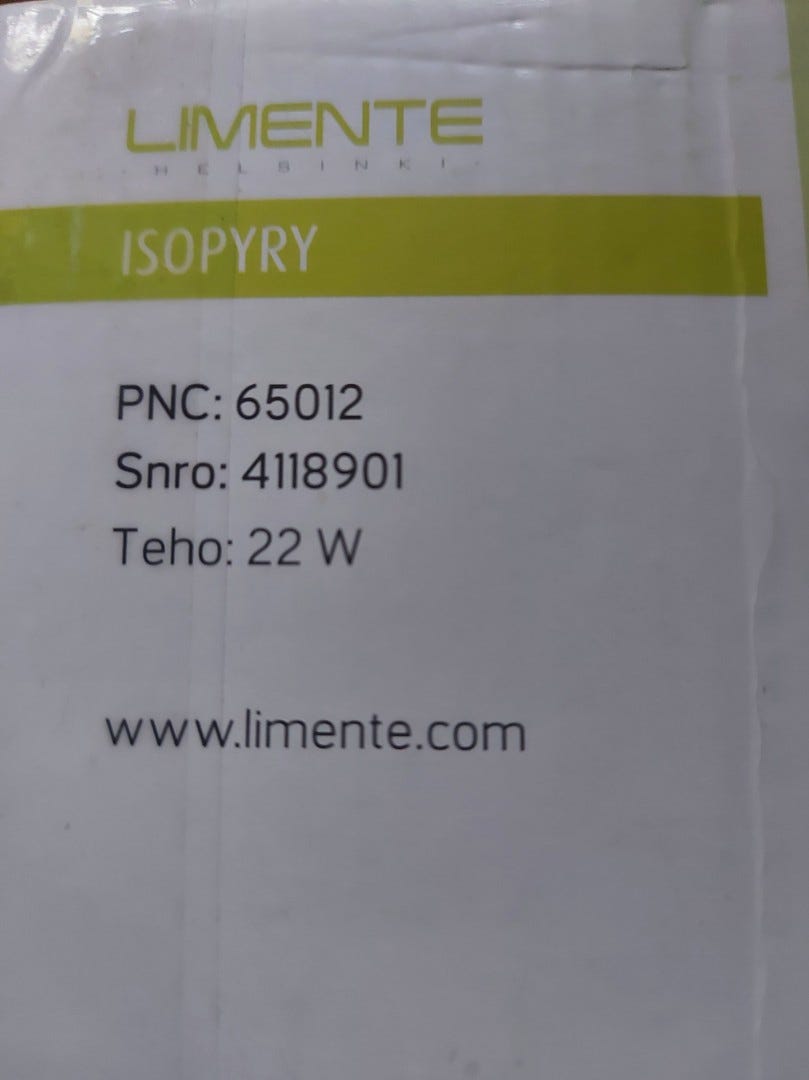 LIMENTE
· HELSINKI ·
ISOPYRY
PNC: 65012
Snro: 4118901
Teho: 22 W
www.limente.com